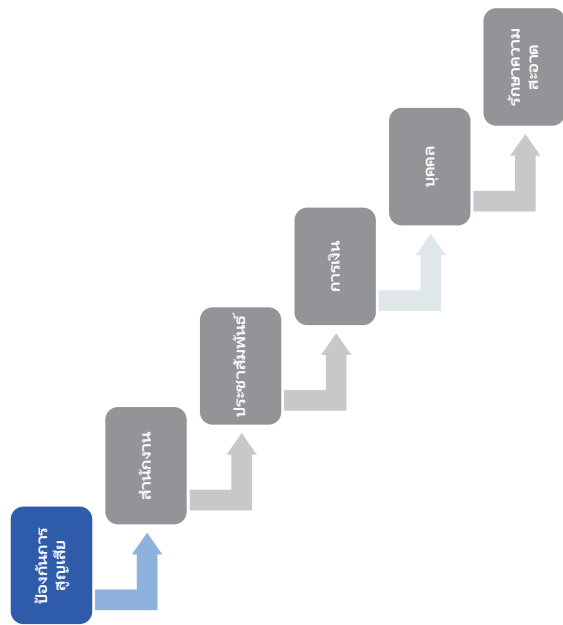 ป้องกันการ
สูญเสีย
สำนักงาน
ประชาสัมพันธ์
การเงิน
บุคคล
รักษาความ
สะอาด